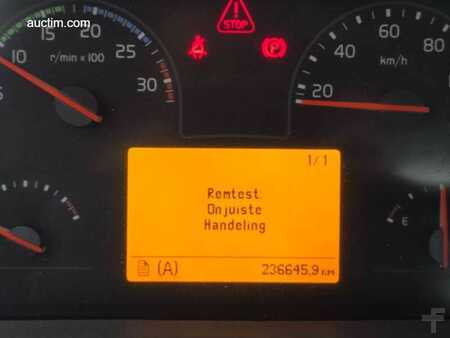 auctim.com
STOP
r/min x 100
5
10
15
20
25
30
P
20
40
60
80
km/h
1/1
Remtest:
Onjuiste
Handeling
(A)
236645,9 KM
E